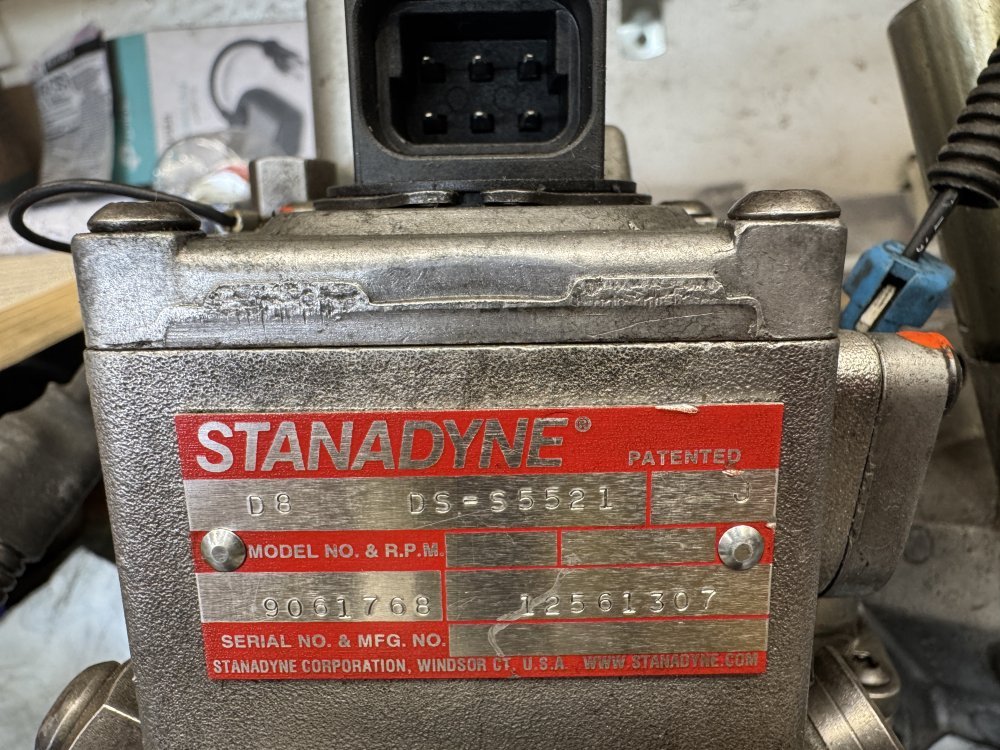 STANADYNE®
PATENTED
D8 DS-S5521 J
MODEL NO. & R.P.M.
9061768 12561307
SERIAL NO. & MFG. NO.
STANADYNE CORPORATION, WINDSOR CT, U.S.A. WWW.STANADYNE.COM